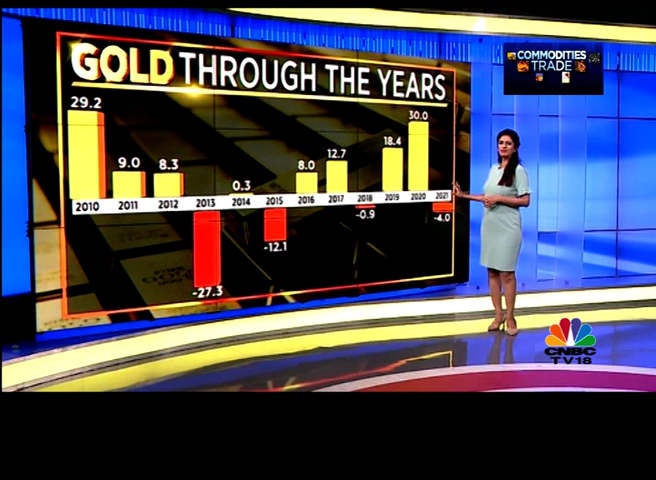 GOLD THROUGH THE YEARS
COMMODITIES
TRADE
29.2
9.0
8.3
0.3
8.0
12.7
18.4
30.0
2010 2011 2012 2013 2014 2015 2016 2017 2018 2019 2020 2021
-27.3
-12.1
-0.9
-4.0
CNBC
TV18